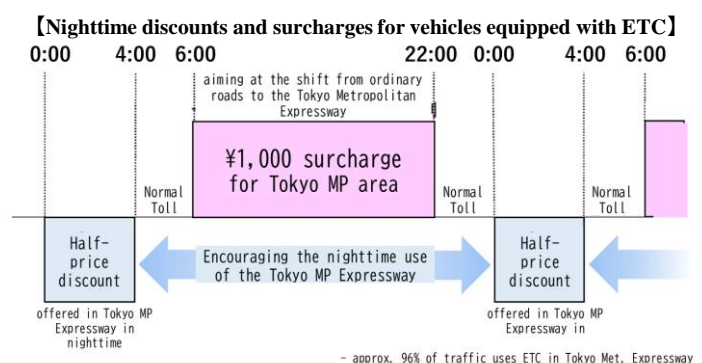 【Nighttime discounts and surcharges for vehicles equipped with ETC】
0:00 4:00 6:00 22:00 0:00 4:00 6:00
aiming at the shift from ordinary
roads to the Tokyo Metropolitan
Expressway
¥1,000 surcharge
for Tokyo MP area
Normal
Toll
Normal
Toll
Normal
Toll
Half-
price
discount
Encouraging the nighttime use
of the Tokyo MP Expressway
Half-
price
discount
offered in Tokyo MP
Expressway in
nighttime
offered in Tokyo MP
Expressway in
- approx. 96% of traffic uses ETC in Tokyo Met. Expressway